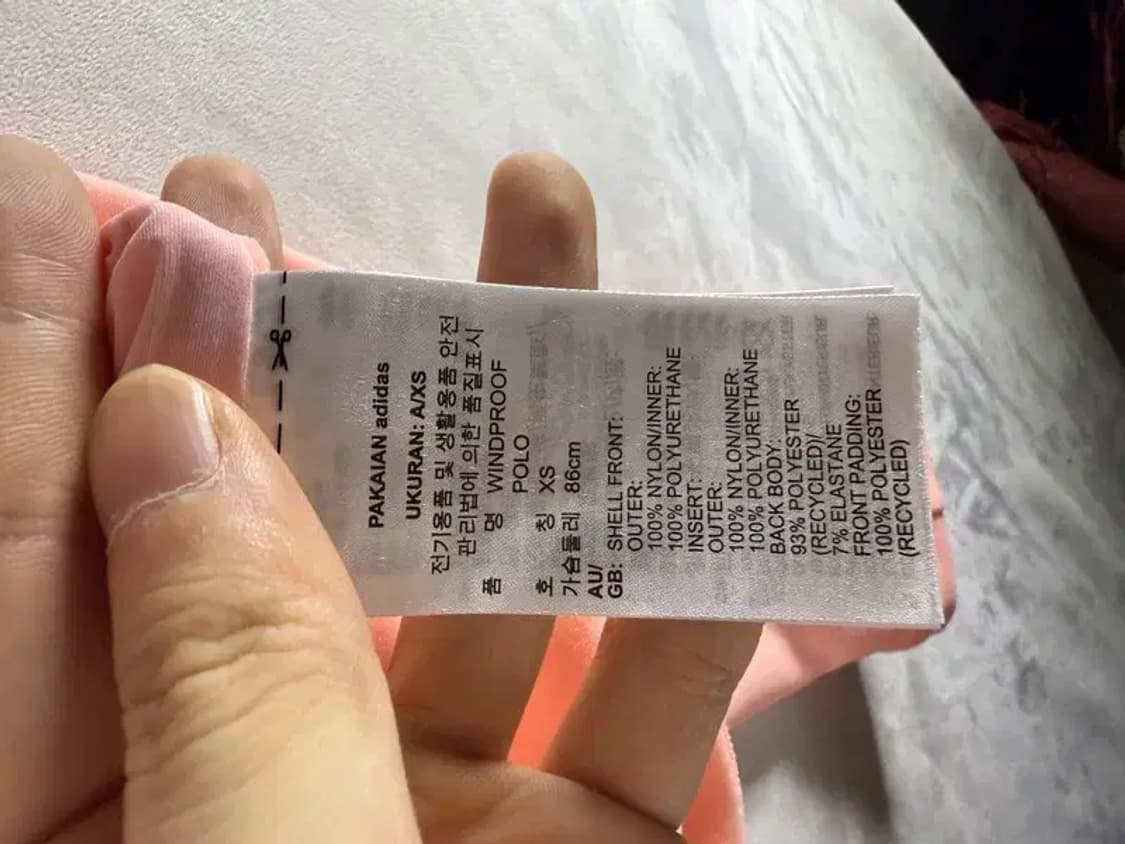 PAKAIAN adidas
UKURAN: A/XS
전기용품 및 생활용품 안전
관리법에 의한 품질표시
품 명 WINDPROOF
POLO
호 칭 XS
가슴둘레 86cm
AU/
GB: SHELL FRONT:
OUTER:
100% NYLON/INNER:
100% POLYURETHANE
INSERT:
OUTER:
100% NYLON/INNER:
100% POLYURETHANE
BACK BODY:
93% POLYESTER
(RECYCLED)/
7% ELASTANE
FRONT PADDING:
100% POLYESTER
(RECYCLED)